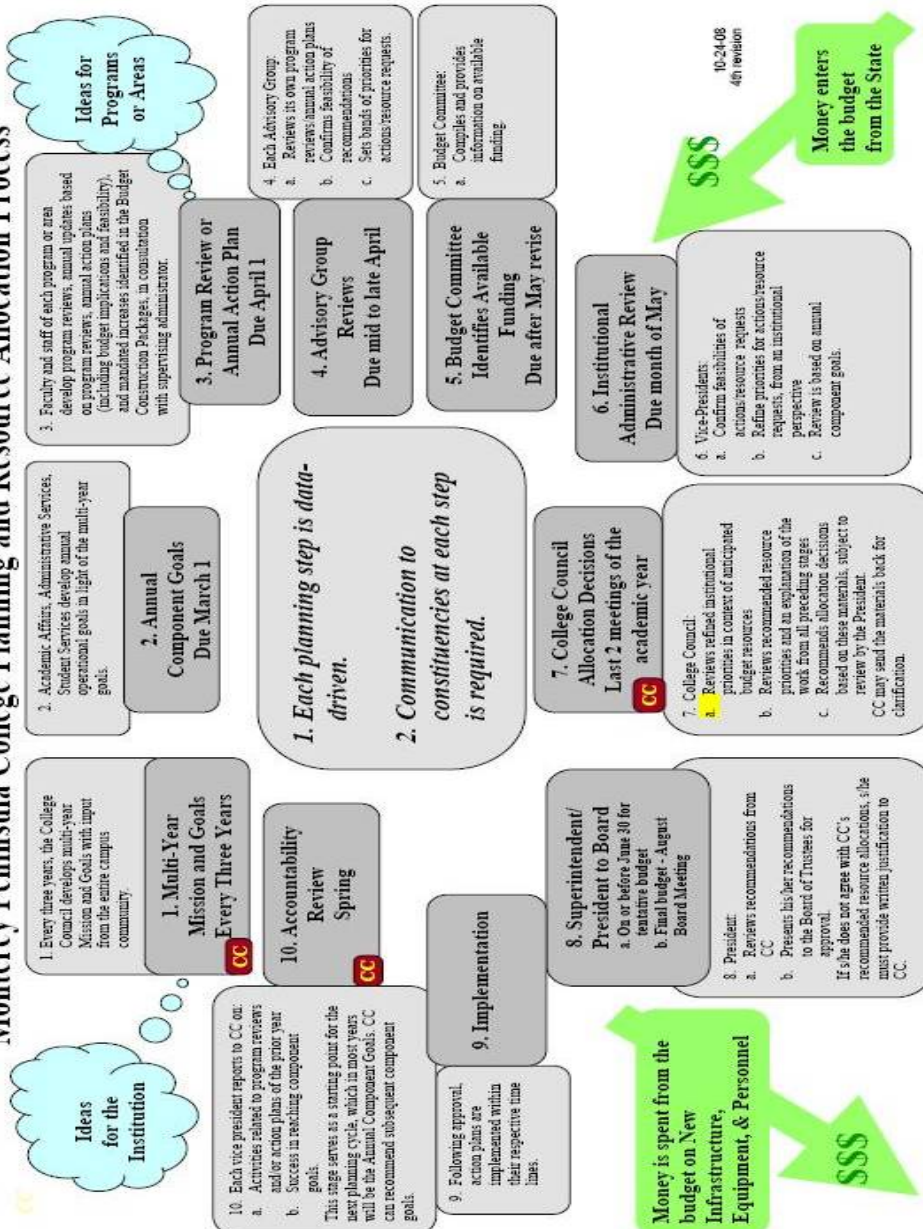 Monterey Peninsula College Planning and Resource Allocation Process
CC
Ideas
for the
Institution
1. Every three years, the College
Council develops multi-year
Mission and Goals with input
from the entire campus
community.
1. Multi-Year
Mission and Goals
Every Three Years
CC
2. Academic Affairs, Administrative Services,
Student Services develop annual
operational goals in light of the multi-year
goals.
2. Annual
Component Goals
Due March 1
3. Faculty and staff of each program or area
develop program reviews, annual updates based
on program reviews, annual action plans
(including budget implications and feasibility),
and mandated increases identified in the Budget
Construction Packages, in consultation
with supervising administrator.
3. Program Review or
Annual Action Plan
Due April 1
Ideas for
Programs
or Areas
4. Advisory Group
Reviews
Due mid to late April
4. Each Advisory Group:
a. Reviews its own program
reviews/annual action plans
b. Confirms feasibility of
recommendations
c. Sets bands of priorities for
actions/resource requests.
5. Budget Committee
Identifies Available
Funding
Due after May revise
5. Budget Committee:
a. Compiles and provides
information on available
funding.
1. Each planning step is data-
driven.
2. Communication to
constituencies at each step
is required.
6. Institutional
Administrative Review
Due month of May
6. Vice-Presidents:
a. Confirm feasibilities of
actions/resource requests
b. Refine priorities for actions/resource
requests, from an institutional
perspective
c. Review is based on annual
component goals.
$$$
Money enters
the budget
from the State
10-24-08
4th revision
7. College Council
Allocation Decisions
Last 2 meetings of the
academic year
CC
7. College Council:
a. Reviews refined institutional
priorities in context of anticipated
budget resources
b. Reviews recommended resource
priorities and an explanation of the
work from all preceding stages
c. Recommends allocation decisions
based on these materials, subject to
review by the President.
CC may send the materials back for
clarification.
8. Superintendent/
President to Board
a. On or before June 30 for
tentative budget
b. Final budget - August
Board Meeting
8. President:
a. Reviews recommendations from
CC
b. Presents his/her recommendations
to the Board of Trustees for
approval.
If s/he does not agree with CC's
recommended resource allocations, s/he
must provide written justification to
CC.
9. Implementation
9. Following approval,
action plans are
implemented within
their respective time
lines.
10. Accountability
Review
Spring
CC
10. Each vice president reports to CC on:
a. Activities related to program reviews
and/or action plans of the prior year
b. Success in reaching component
goals.
This stage serves as a starting point for the
next planning cycle, which in most years
will be the Annual Component Goals. CC
can recommend subsequent component
goals.
Money is spent from the
budget on New
Infrastructure,
Equipment, & Personnel
$$$